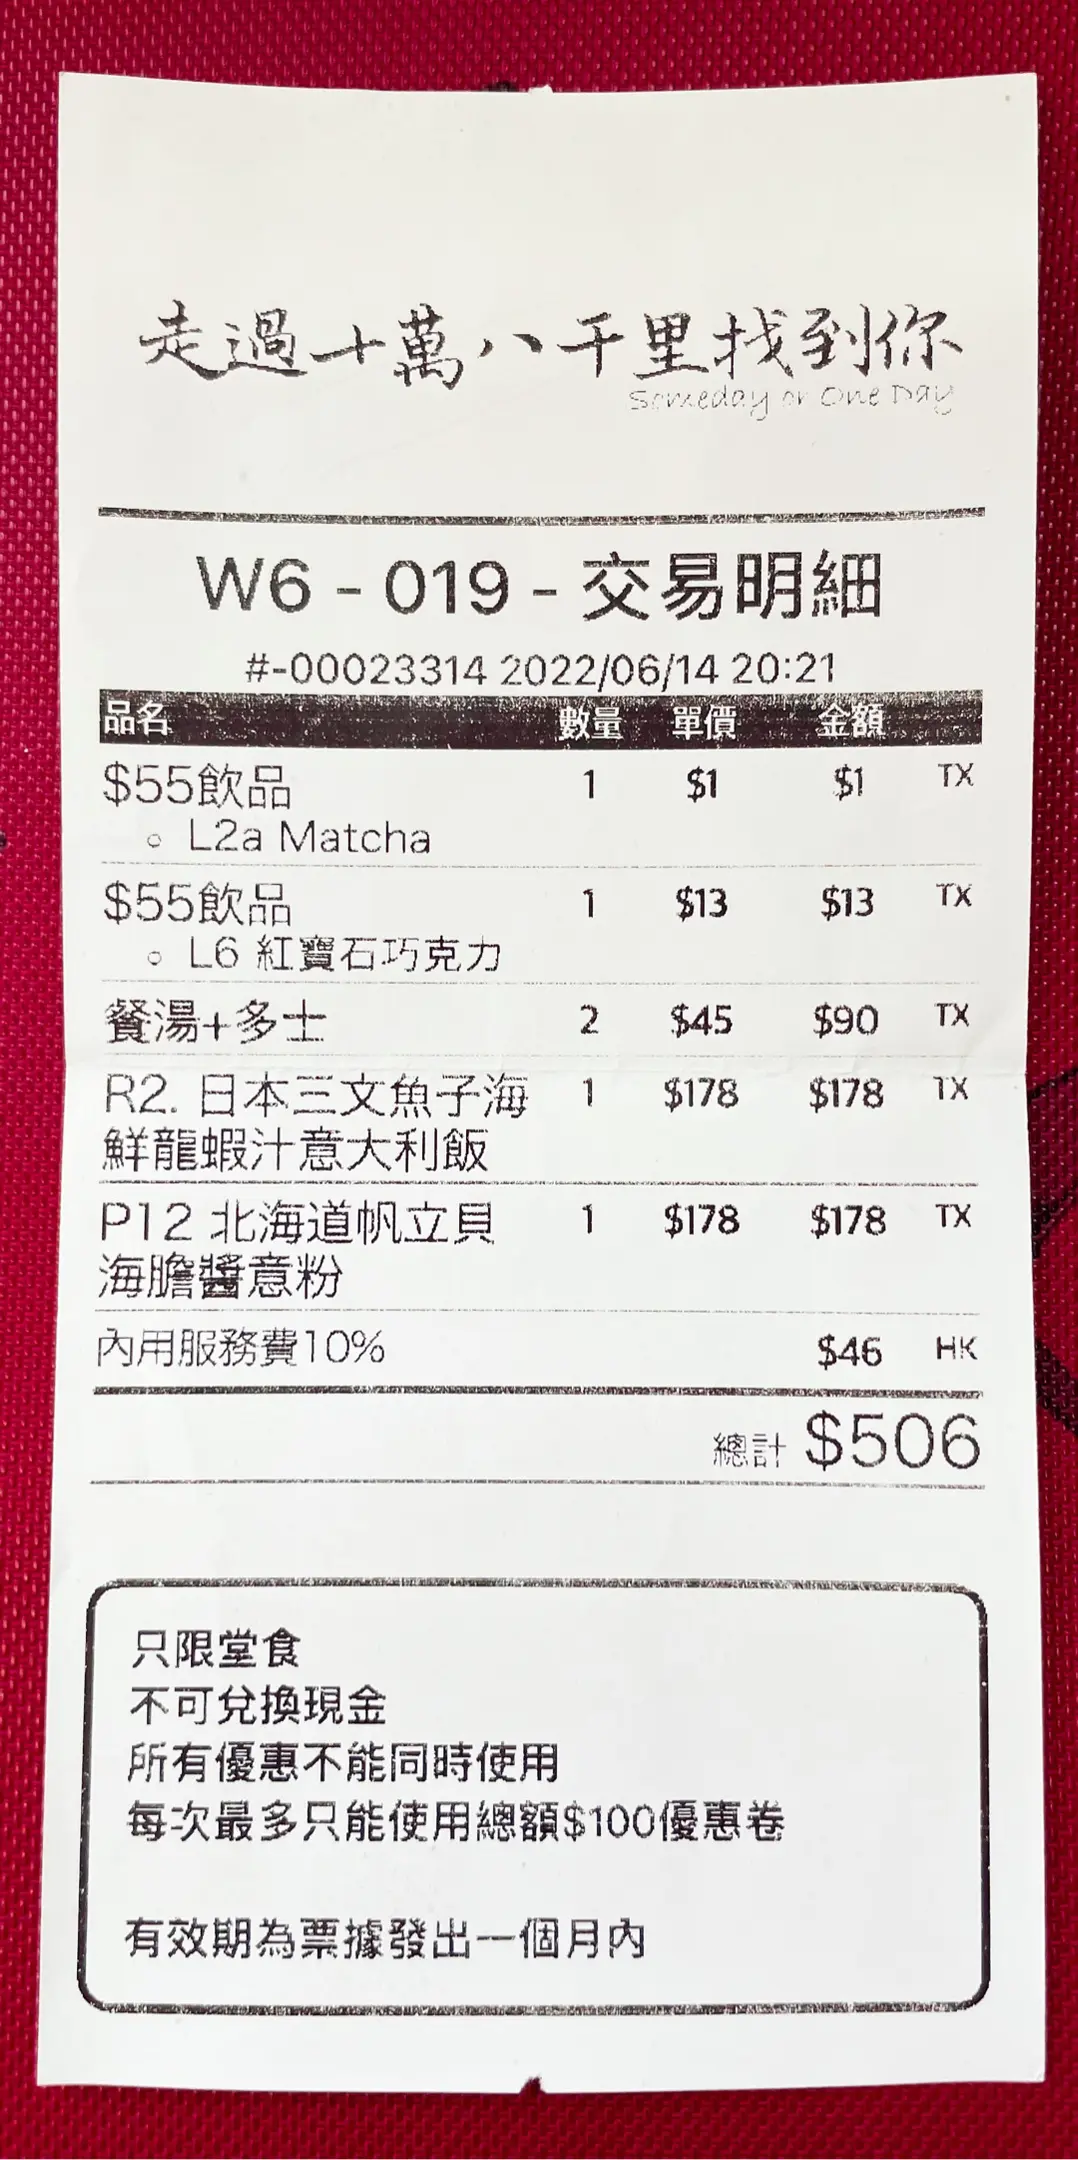 走過十萬八千里找到你
Someday or One Day
W6 - 019 - 交易明細
#-00023314 2022/06/14 20:21
品名 數量 單價 金額
$55飲品 1 $1 $1 TX
○ L2a Matcha
$55飲品 1 $13 $13 TX
○ L6 紅寶石巧克力
餐湯+多士 2 $45 $90 TX
R2. 日本三文魚子海 1 $178 $178 TX
鮮龍蝦汁意大利飯
P12 北海道帆立貝 1 $178 $178 TX
海膽醬意粉
內用服務費10% $46 HK
總計 $506
只限堂食
不可兌換現金
所有優惠不能同時使用
每次最多只能使用總額$100優惠卷
有效期為票據發出一個月內